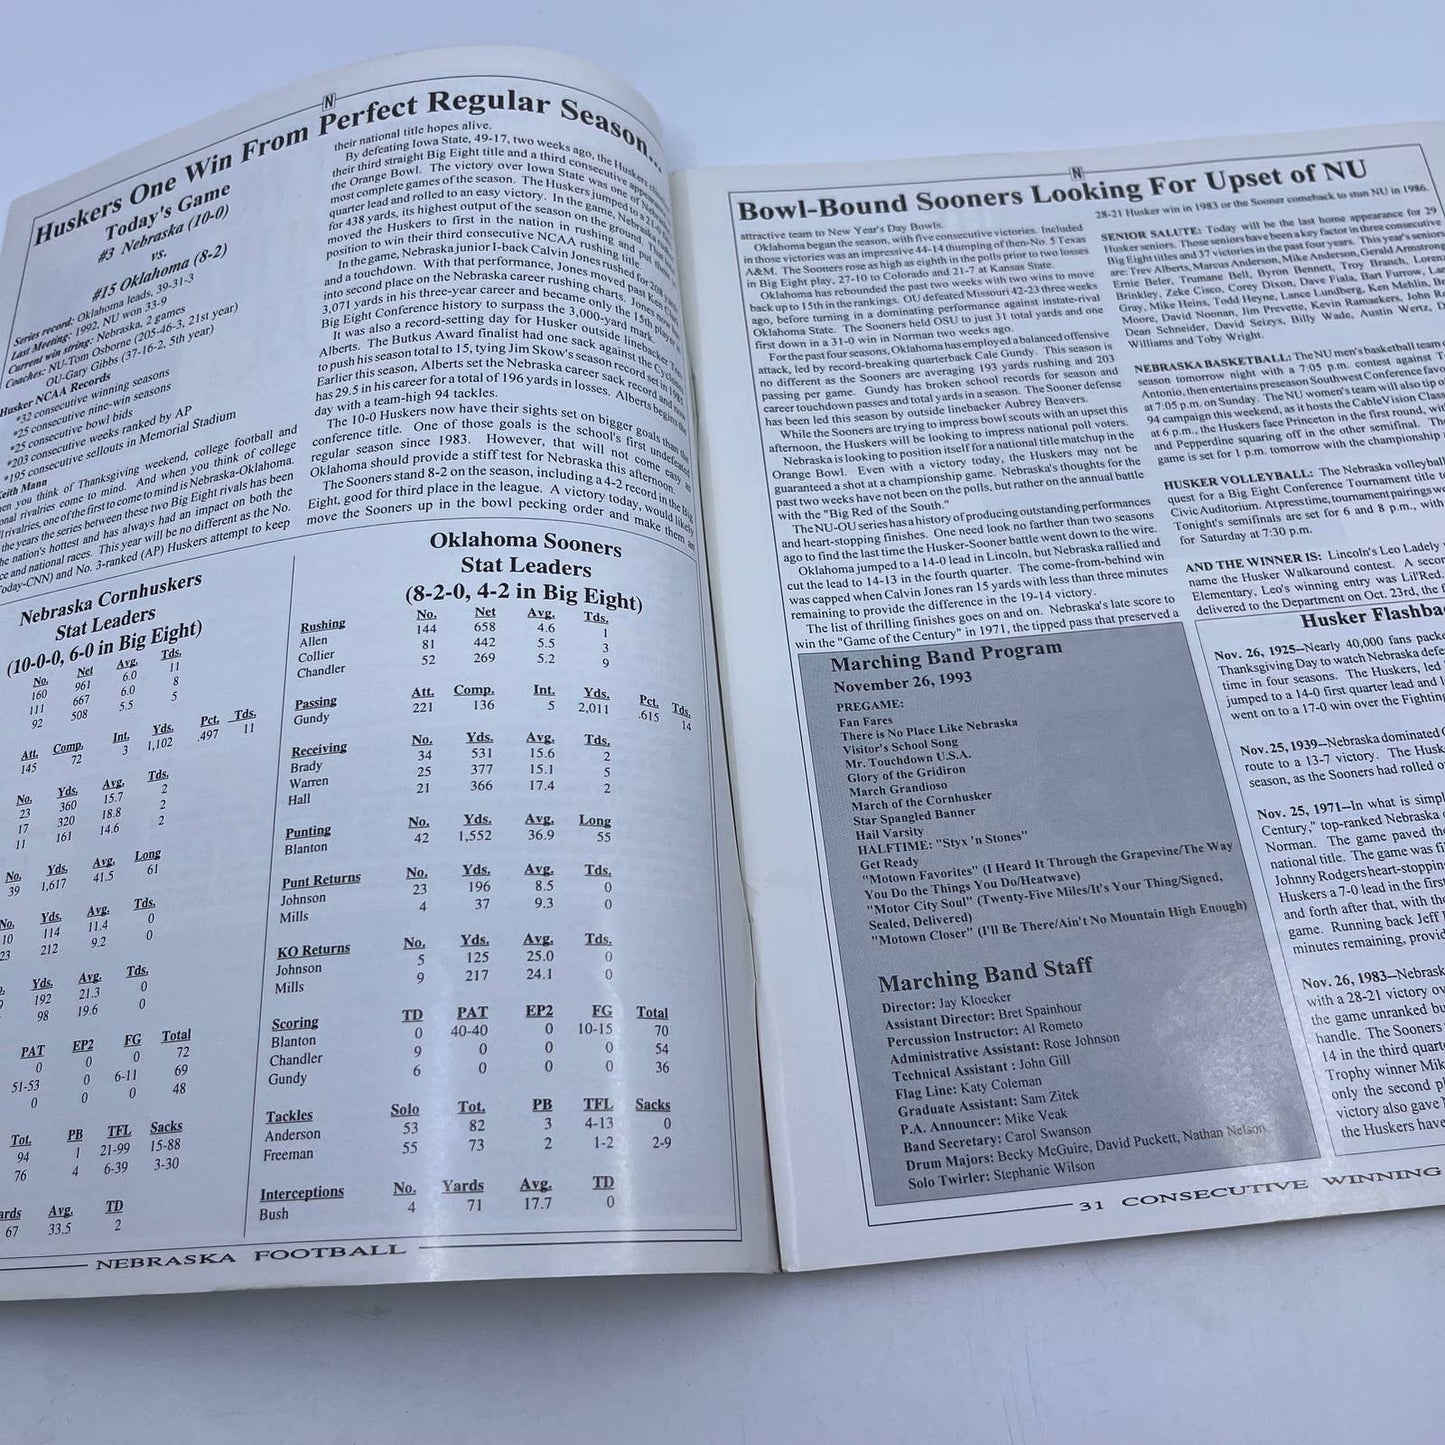 N
Huskers One Win From Perfect Regular Season...
Today's Game
#3 Nebraska (10-0)
vs.
#15 Oklahoma (8-2)
Series record: Oklahoma leads, 39-31-3
Last Meeting: 1992, NU won 33-9
Current win string: Nebraska, 2 games
Coaches: NU-Tom Osborne (205-46-3, 21st year)
OU-Gary Gibbs (37-16-2, 5th year)
Husker NCAA Records
*32 consecutive winning seasons
*25 consecutive nine-win seasons
*25 consecutive bowl bids
*203 consecutive weeks ranked by AP
*195 consecutive sellouts in Memorial Stadium
Keith Mann
you think of Thanksgiving weekend, college football and
rivalries come to mind. And when you think of college
rivalries, one of the first to come to mind is Nebraska-Oklahoma.
the years the series between these two Big Eight rivals has been
the nation's hottest and has always had an impact on both the
and national races. This year will be no different as the No.
Today-CNN) and No. 3-ranked (AP) Huskers attempt to keep
their national title hopes alive.
By defeating Iowa State, 49-17, two weeks ago, the Huskers
their third straight Big Eight title and a third consecutive
the Orange Bowl. The victory over Iowa State was one of
most complete games of the season. The Huskers jumped to a
quarter lead and rolled to an easy victory. In the game, Nebraska
for 438 yards, its highest output of the season on the ground. That
moved the Huskers to first in the nation in rushing and put them in
position to win their third consecutive NCAA rushing title.
In the game, Nebraska junior I-back Calvin Jones rushed for 208 yards
and a touchdown. With that performance, Jones moved past
into second place on the Nebraska career rushing charts. Jones has
3,071 yards in his three-year career and became only the 15th player in
Big Eight Conference history to surpass the 3,000-yard mark.
It was also a record-setting day for Husker outside linebacker Trev
Alberts. The Butkus Award finalist had one sack against the Cyclones
to push his season total to 15, tying Jim Skow's season record set in 1985.
Earlier this season, Alberts set the Nebraska career sack record and now
has 29.5 in his career for a total of 196 yards in losses. Alberts begins the
day with a team-high 94 tackles.
The 10-0 Huskers now have their sights set on bigger goals than the
conference title. One of those goals is the school's first undefeated
regular season since 1983. However, that will not come easy as
Oklahoma should provide a stiff test for Nebraska this afternoon.
The Sooners stand 8-2 on the season, including a 4-2 record in the Big
Eight, good for third place in the league. A victory today, would likely
move the Sooners up in the bowl pecking order and make them an
Nebraska Cornhuskers
Stat Leaders
(10-0-0, 6-0 in Big Eight)
No. Net Avg. Tds.
160 961 6.0 11
111 667 6.0 8
92 508 5.5 5
Att. Comp. Int. Yds. Pct. Tds.
145 72 3 1,102 .497 11
No. Yds. Avg. Tds.
23 360 15.7 2
17 320 18.8 2
11 161 14.6 2
No. Yds. Avg. Long
39 1,617 41.5 61
No. Yds. Avg. Tds.
10 114 11.4 0
23 212 9.2 0
Yds. Avg. Tds.
192 21.3 0
98 19.6 0
PAT EP2 FG Total
0 0 0 72
51-53 0 6-11 69
0 0 0 48
Tot. PB TFL Sacks
94 1 21-99 15-88
76 4 6-39 3-30
Avg. TD
67 33.5 2
Oklahoma Sooners
Stat Leaders
(8-2-0, 4-2 in Big Eight)
Rushing No. Net Avg. Tds.
Allen 144 658 4.6 1
Collier 81 442 5.5 3
Chandler 52 269 5.2 9
Passing Att. Comp. Int. Yds. Pct. Tds.
Gundy 221 136 5 2,011 .615 14
Receiving No. Yds. Avg. Tds.
Brady 34 531 15.6 2
Warren 25 377 15.1 5
Hall 21 366 17.4 2
Punting No. Yds. Avg. Long
Blanton 42 1,552 36.9 55
Punt Returns No. Yds. Avg. Tds.
Johnson 23 196 8.5 0
Mills 4 37 9.3 0
KO Returns No. Yds. Avg. Tds.
Johnson 5 125 25.0 0
Mills 9 217 24.1 0
Scoring TD PAT EP2 FG Total
Blanton 0 40-40 0 10-15 70
Chandler 9 0 0 0 54
Gundy 6 0 0 0 36
Tackles Solo Tot. PB TFL Sacks
Anderson 53 82 3 4-13 0
Freeman 55 73 2 1-2 2-9
Interceptions No. Yards Avg. TD
Bush 4 71 17.7 0
NEBRASKA FOOTBALL
N
Bowl-Bound Sooners Looking For Upset of NU
attractive team to New Year's Day Bowls.
Oklahoma began the season, with five consecutive victories. Included
in those victories was an impressive 44-14 thumping of then-No. 5 Texas
A&M. The Sooners rose as high as eighth in the polls prior to two losses
in Big Eight play, 27-10 to Colorado and 21-7 at Kansas State.
Oklahoma has rebounded the past two weeks with two wins to move
back up to 15th in the rankings. OU defeated Missouri 42-23 three weeks
ago, before turning in a dominating performance against instate-rival
Oklahoma State. The Sooners held OSU to just 31 total yards and one
first down in a 31-0 win in Norman two weeks ago.
For the past four seasons, Oklahoma has employed a balanced offensive
attack, led by record-breaking quarterback Cale Gundy. This season is
no different as the Sooners are averaging 193 yards rushing and 203
passing per game. Gundy has broken school records for season and
career touchdown passes and total yards in a season. The Sooner defense
has been led this season by outside linebacker Aubrey Beavers.
While the Sooners are trying to impress bowl scouts with an upset this
afternoon, the Huskers will be looking to impress national poll voters.
Nebraska is looking to position itself for a national title matchup in the
Orange Bowl. Even with a victory today, the Huskers may not be
guaranteed a shot at a championship game. Nebraska's thoughts for the
past two weeks have not been on the polls, but rather on the annual battle
with the "Big Red of the South."
The NU-OU series has a history of producing outstanding performances
and heart-stopping finishes. One need look no farther than two seasons
ago to find the last time the Husker-Sooner battle went down to the wire.
Oklahoma jumped to a 14-0 lead in Lincoln, but Nebraska rallied and
cut the lead to 14-13 in the fourth quarter. The come-from-behind win
was capped when Calvin Jones ran 15 yards with less than three minutes
remaining to provide the difference in the 19-14 victory.
The list of thrilling finishes goes on and on. Nebraska's late score to
win the "Game of the Century" in 1971, the tipped pass that preserved a
28-21 Husker win in 1983 or the Sooner comeback to stun NU in 1986.
SENIOR SALUTE: Today will be the last home appearance for 29
Husker seniors. Those seniors have been a key factor in three consecutive
Big Eight titles and 37 victories in the past four years. This year's seniors
are: Trev Alberts, Marcus Anderson, Mike Anderson, Gerald Armstrong,
Ernie Beler, Tromane Bell, Byron Bennett, Troy Branch, Lorenzo
Brinkley, Zeke Cisco, Corey Dixon, Dave Fiala, Bart Furrow,
Gray, Mike Heins, Todd Heyne, Lance Lundberg, Ken Mehlin,
Moore, David Noonan, Jim Prevette, Kevin Ramaekers, John
Dean Schneider, David Seizys, Billy Wade, Austin Wertz,
Williams and Toby Wright.
NEBRASKA BASKETBALL: The NU men's basketball team
season tomorrow night with a 7:05 p.m. contest against
Antonio, then entertains preseason Southwest Conference
at 7:05 p.m. on Sunday. The NU women's team will also tip
94 campaign this weekend, as it hosts the CableVision Classic
at 6 p.m., the Huskers face Princeton in the first round, with
and Pepperdine squaring off in the other semifinal. The
game is set for 1 p.m. tomorrow with the championship
HUSKER VOLLEYBALL: The Nebraska volleyball
quest for a Big Eight Conference Tournament title
Civic Auditorium. At press time, tournament pairings
Tonight's semifinals are set for 6 and 8 p.m., with
for Saturday at 7:30 p.m.
AND THE WINNER IS: Lincoln's Leo Ladely
name the Husker Walkaround contest. A second
Elementary, Leo's winning entry was Lil'Red.
delivered to the Department on Oct. 23rd, the
Marching Band Program
November 26, 1993
PREGAME:
Fan Fares
There is No Place Like Nebraska
Visitor's School Song
Mr. Touchdown U.S.A.
Glory of the Gridiron
March Grandioso
March of the Cornhusker
Star Spangled Banner
Hail Varsity
HALFTIME: "Styx 'n Stones"
Get Ready
"Motown Favorites" (I Heard It Through the Grapevine/The Way
You Do the Things You Do/Heatwave)
"Motor City Soul" (Twenty-Five Miles/It's Your Thing/Signed,
Sealed, Delivered)
"Motown Closer" (I'll Be There/Ain't No Mountain High Enough)
Marching Band Staff
Director: Jay Kloecker
Assistant Director: Bret Spainhour
Percussion Instructor: Al Rometo
Administrative Assistant: Rose Johnson
Technical Assistant : John Gill
Flag Line: Katy Coleman
Graduate Assistant: Sam Zitek
P.A. Announcer: Mike Veak
Band Secretary: Carol Swanson
Drum Majors: Becky McGuire, David Puckett, Nathan Nelson
Solo Twirler: Stephanie Wilson
Husker Flashba
Nov. 26, 1925--Nearly 40,000 fans
Thanksgiving Day to watch Nebraska
time in four seasons. The Huskers, led
jumped to a 14-0 first quarter lead and
went on to a 17-0 win over the Fighting
Nov. 25, 1939--Nebraska dominated
route to a 13-7 victory. The
season, as the Sooners had rolled
Nov. 25, 1971--In what is
Century," top-ranked Nebraska
Norman. The game paved the
national title. The game was
Johnny Rodgers heart-stopping
Huskers a 7-0 lead in the first
and forth after that, with the
game. Running back Jeff
minutes remaining,
Nov. 26, 1983--
with a 28-21 victory
the game unranked
handle. The Sooners
14 in the third
Trophy winner
only the second
victory also gave
the Huskers have
31 CONSECUTIVE WINNING